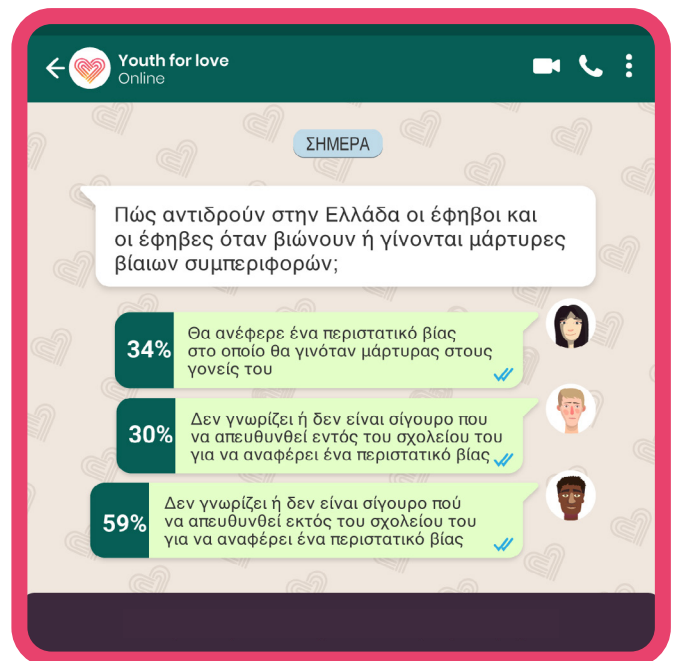 Youth for love
Online
ΣΗΜΕΡΑ
Πώς αντιδρούν στην Ελλάδα οι έφηβοι και
οι έφηβες όταν βιώνουν ή γίνονται μάρτυρες
βίαιων συμπεριφορών;
34%
Θα ανέφερε ένα περιστατικό βίας
στο οποίο θα γινόταν μάρτυρας στους
γονείς του
30%
Δεν γνωρίζει ή δεν είναι σίγουρο που
να απευθυνθεί εντός του σχολείου του
για να αναφέρει ένα περιστατικό βίας
59%
Δεν γνωρίζει ή δεν είναι σίγουρο πού
να απευθυνθεί εκτός του σχολείου του
για να αναφέρει ένα περιστατικό βίας